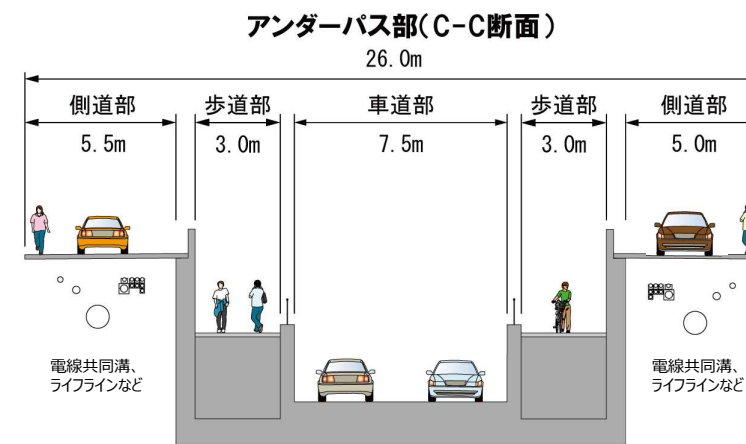 アンダーパス部(C-C断面)
26.0m
側道部
歩道部
車道部
歩道部
側道部
5.5m
3.0m
7.5m
3.0m
5.0m
電線共同溝、
ライフラインなど
電線共同溝、
ライフラインなど